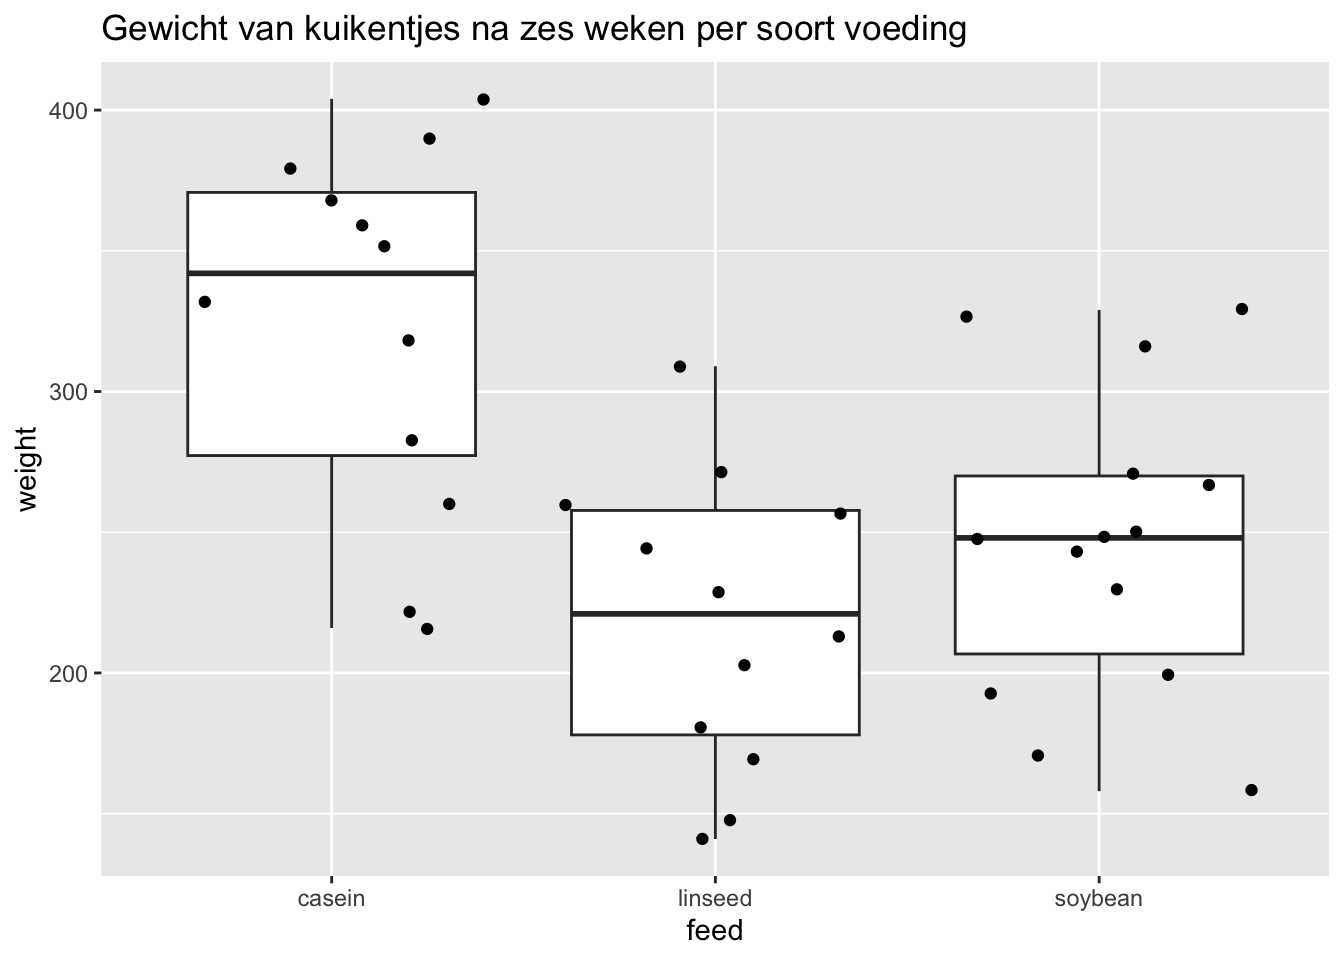 Gewicht van kuikentjes na zes weken per soort voeding
400
300
200
weight
casein linseed soybean
feed